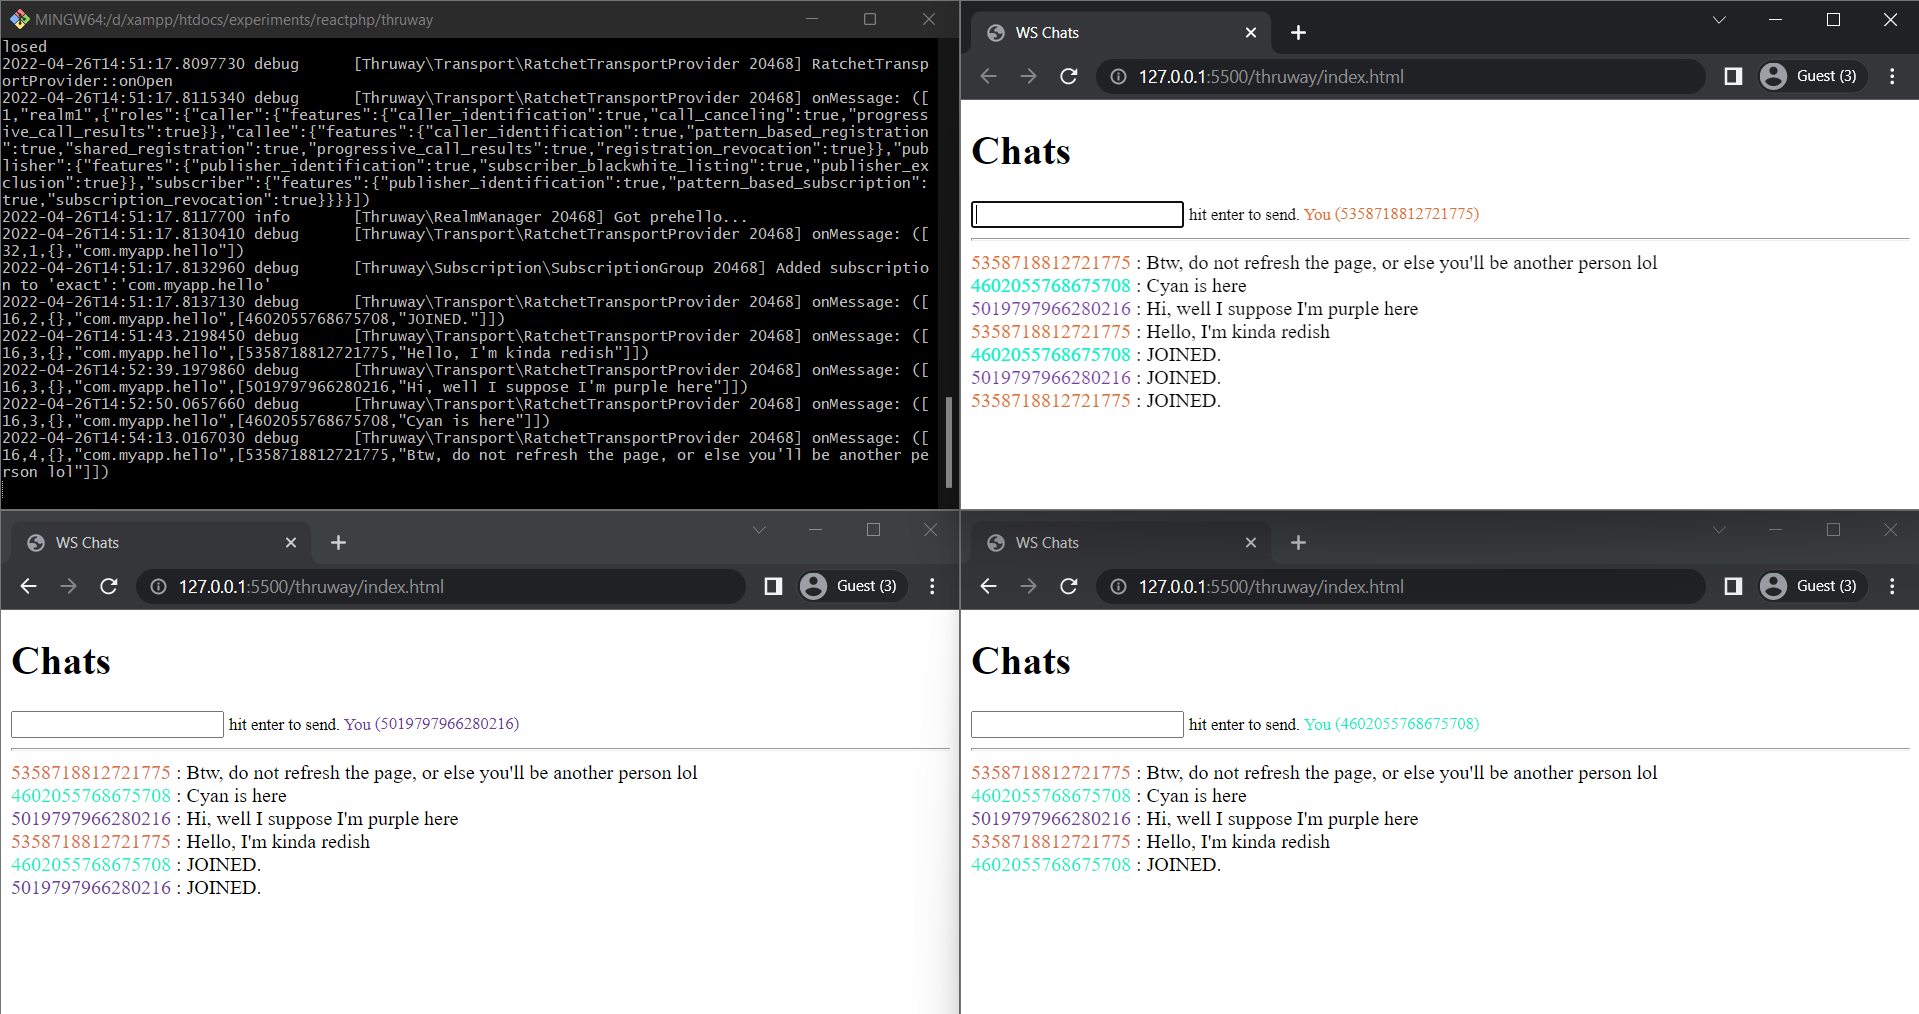 MINGW64:/d/xampp/htdocs/experiments/reactphp/thruway
losed
2022-04-26T14:51:17.8097730 debug      [Thruway\Transport\RatchetTransportProvider 20468] RatchetTransp
ortProvider::onOpen
2022-04-26T14:51:17.8115340 debug      [Thruway\Transport\RatchetTransportProvider 20468] onMessage: ([
1,"realm1",{"roles":{"caller":{"features":{"caller_identification":true,"call_canceling":true,"progress
ive_call_results":true}},"callee":{"features":{"caller_identification":true,"pattern_based_registration
":true,"shared_registration":true,"progressive_call_results":true,"registration_revocation":true}},"pub
lisher":{"features":{"publisher_identification":true,"subscriber_blackwhite_listing":true,"publisher_ex
clusion":true}},"subscriber":{"features":{"publisher_identification":true,"pattern_based_subscription":
true,"subscription_revocation":true}}}}])
2022-04-26T14:51:17.8117700 info       [Thruway\RealmManager 20468] Got prehello...
2022-04-26T14:51:17.8130410 debug      [Thruway\Transport\RatchetTransportProvider 20468] onMessage: ([
32,1,{},"com.myapp.hello"])
2022-04-26T14:51:17.8132960 debug      [Thruway\Subscription\SubscriptionGroup 20468] Added subscriptio
n to 'exact':'com.myapp.hello'
2022-04-26T14:51:17.8137130 debug      [Thruway\Transport\RatchetTransportProvider 20468] onMessage: ([
16,2,{},"com.myapp.hello",[4602055768675708,"JOINED."]])
2022-04-26T14:51:43.2198450 debug      [Thruway\Transport\RatchetTransportProvider 20468] onMessage: ([
16,3,{},"com.myapp.hello",[5358718812721775,"Hello, I'm kinda redish"]])
2022-04-26T14:52:39.1979860 debug      [Thruway\Transport\RatchetTransportProvider 20468] onMessage: ([
16,3,{},"com.myapp.hello",[5019797966280216,"Hi, well I suppose I'm purple here"]])
2022-04-26T14:52:50.0657660 debug      [Thruway\Transport\RatchetTransportProvider 20468] onMessage: ([
16,3,{},"com.myapp.hello",[4602055768675708,"Cyan is here"]])
2022-04-26T14:54:13.0167030 debug      [Thruway\Transport\RatchetTransportProvider 20468] onMessage: ([
16,4,{},"com.myapp.hello",[5358718812721775,"Btw, do not refresh the page, or else you'll be another pe
rson lol"]])
WS Chats
127.0.0.1:5500/thruway/index.html
Guest (3)
Chats
hit enter to send. You (5358718812721775)
5358718812721775 : Btw, do not refresh the page, or else you'll be another person lol
4602055768675708 : Cyan is here
5019797966280216 : Hi, well I suppose I'm purple here
5358718812721775 : Hello, I'm kinda redish
4602055768675708 : JOINED.
5019797966280216 : JOINED.
5358718812721775 : JOINED.
WS Chats
127.0.0.1:5500/thruway/index.html
Guest (3)
Chats
hit enter to send. You (5019797966280216)
5358718812721775 : Btw, do not refresh the page, or else you'll be another person lol
4602055768675708 : Cyan is here
5019797966280216 : Hi, well I suppose I'm purple here
5358718812721775 : Hello, I'm kinda redish
4602055768675708 : JOINED.
5019797966280216 : JOINED.
WS Chats
127.0.0.1:5500/thruway/index.html
Guest (3)
Chats
hit enter to send. You (4602055768675708)
5358718812721775 : Btw, do not refresh the page, or else you'll be another person lol
4602055768675708 : Cyan is here
5019797966280216 : Hi, well I suppose I'm purple here
5358718812721775 : Hello, I'm kinda redish
4602055768675708 : JOINED.